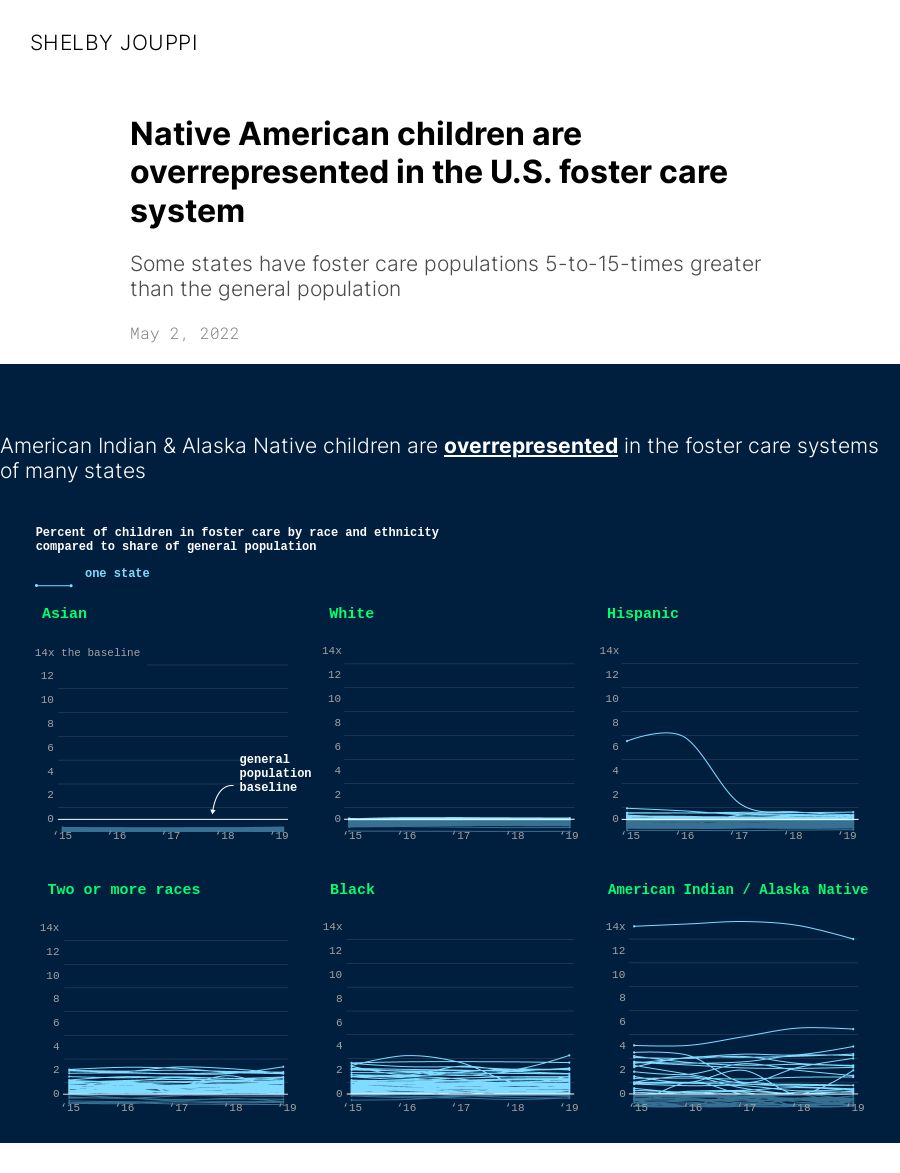 SHELBY JOUPPI
Native American children are
overrepresented in the U.S. foster care
system
Some states have foster care populations 5-to-15-times greater
than the general population
May 2, 2022
American Indian & Alaska Native children are overrepresented in the foster care systems
of many states
Percent of children in foster care by race and ethnicity
compared to share of general population
one state
Asian
14x the baseline
12
10
8
6
4
2
0
general
population
baseline
‘15 ‘16 ‘17 ‘18 ‘19
White
14x
12
10
8
6
4
2
0
‘15 ‘16 ‘17 ‘18 ‘19
Hispanic
14x
12
10
8
6
4
2
0
‘15 ‘16 ‘17 ‘18 ‘19
Two or more races
14x
12
10
8
6
4
2
0
‘15 ‘16 ‘17 ‘18 ‘19
Black
14x
12
10
8
6
4
2
0
‘15 ‘16 ‘17 ‘18 ‘19
American Indian / Alaska Native
14x
12
10
8
6
4
2
0
‘15 ‘16 ‘17 ‘18 ‘19